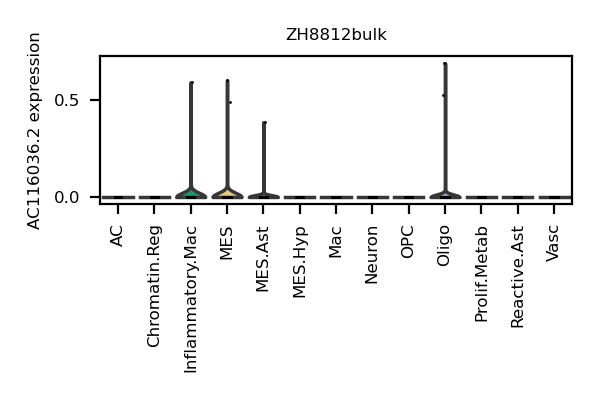 ZH8812bulk
AC116036.2 expression
0.5
0.0
AC
Chromatin.Reg
Inflammatory.Mac
MES
MES.Ast
MES.Hyp
Mac
Neuron
OPC
Oligo
Prolif.Metab
Reactive.Ast
Vasc